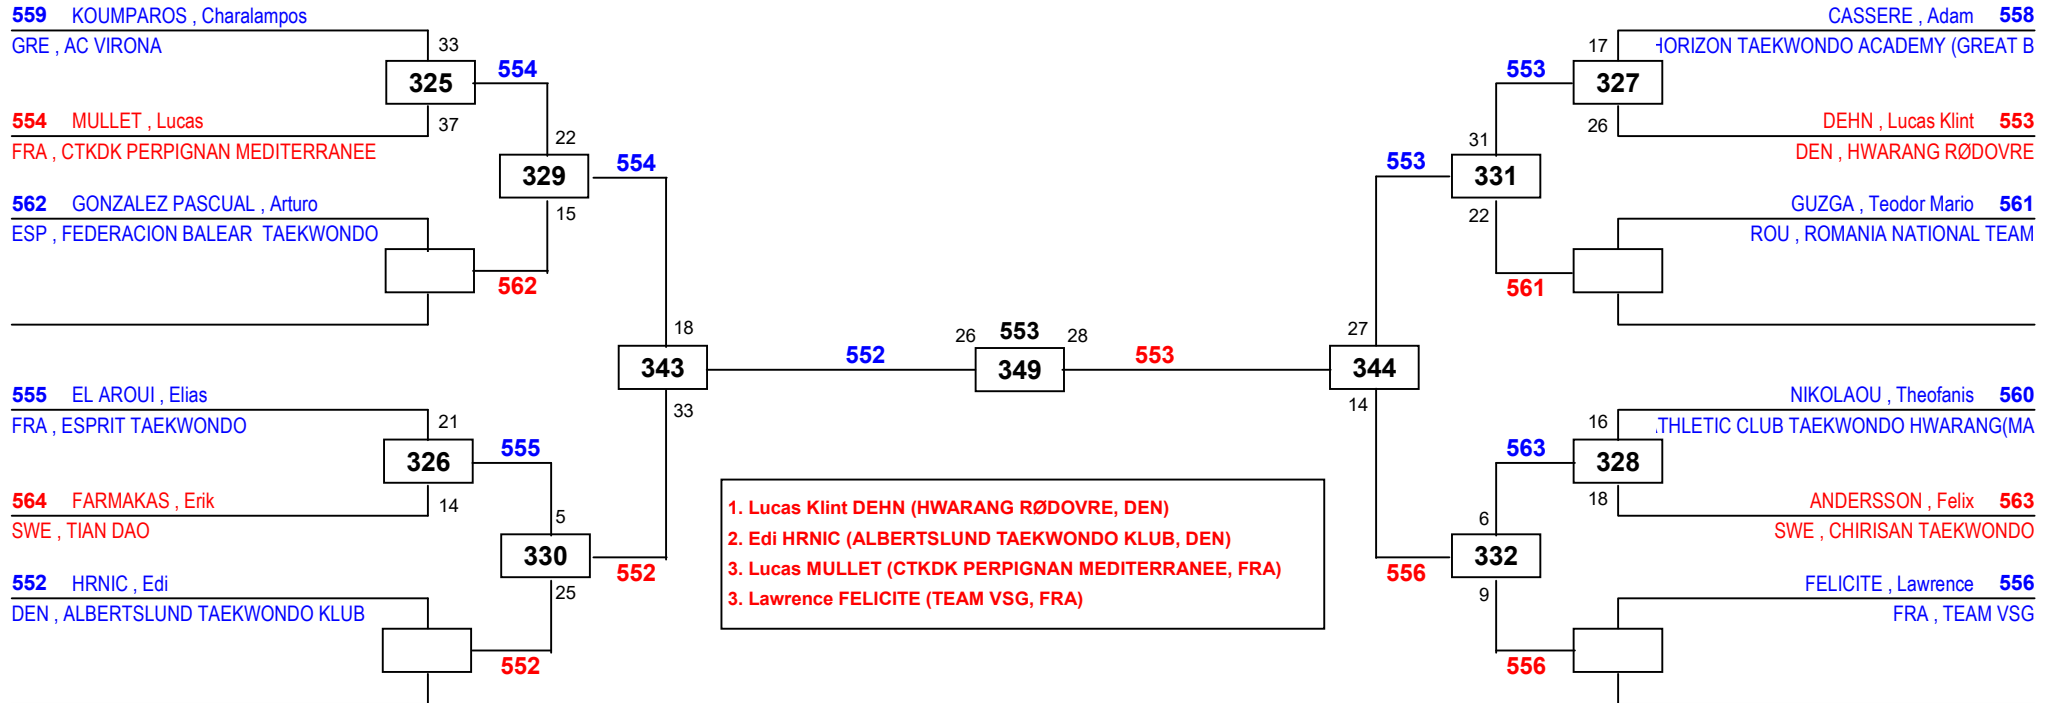 559 KOUMPAROS , Charalampos
GRE , AC VIRONA
33
325
554
37
554 MULLET , Lucas
FRA , CTKDK PERPIGNAN MEDITERRANEE
22
329
554
15
562 GONZALEZ PASCUAL , Arturo
ESP , FEDERACION BALEAR TAEKWONDO
562
18
343
552
33
555 EL AROUI , Elias
FRA , ESPRIT TAEKWONDO
21
326
555
14
564 FARMAKAS , Erik
SWE , TIAN DAO
5
330
552
25
552 HRNIC , Edi
DEN , ALBERTSLUND TAEKWONDO KLUB
552
26 553 28
349
553
1. Lucas Klint DEHN (HWARANG RØDOVRE, DEN)
2. Edi HRNIC (ALBERTSLUND TAEKWONDO KLUB, DEN)
3. Lucas MULLET (CTKDK PERPIGNAN MEDITERRANEE, FRA)
3. Lawrence FELICITE (TEAM VSG, FRA)
CASSERE , Adam 558
HORIZON TAEKWONDO ACADEMY (GREAT B
17
553
327
26
DEHN , Lucas Klint 553
DEN , HWARANG RØDOVRE
31
553
331
22
GUZGA , Teodor Mario 561
ROU , ROMANIA NATIONAL TEAM
561
27
344
14
NIKOLAOU , Theofanis 560
THLETIC CLUB TAEKWONDO HWARANG(MA
16
563
328
18
ANDERSSON , Felix 563
SWE , CHIRISAN TAEKWONDO
6
332
556
9
FELICITE , Lawrence 556
FRA , TEAM VSG
556